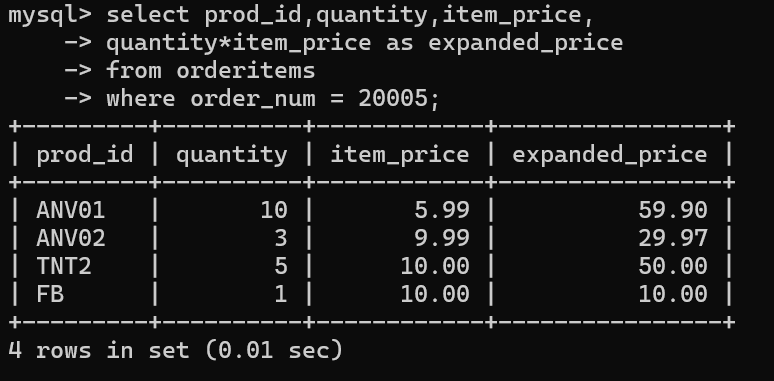 mysql> select prod_id,quantity,item_price,
    -> quantity*item_price as expanded_price
    -> from orderitems
    -> where order_num = 20005;
+---------+----------+------------+----------------+
| prod_id | quantity | item_price | expanded_price |
+---------+----------+------------+----------------+
| ANV01   |       10 |       5.99 |          59.90 |
| ANV02   |        3 |       9.99 |          29.97 |
| TNT2    |        5 |      10.00 |          50.00 |
| FB      |        1 |      10.00 |          10.00 |
+---------+----------+------------+----------------+
4 rows in set (0.01 sec)